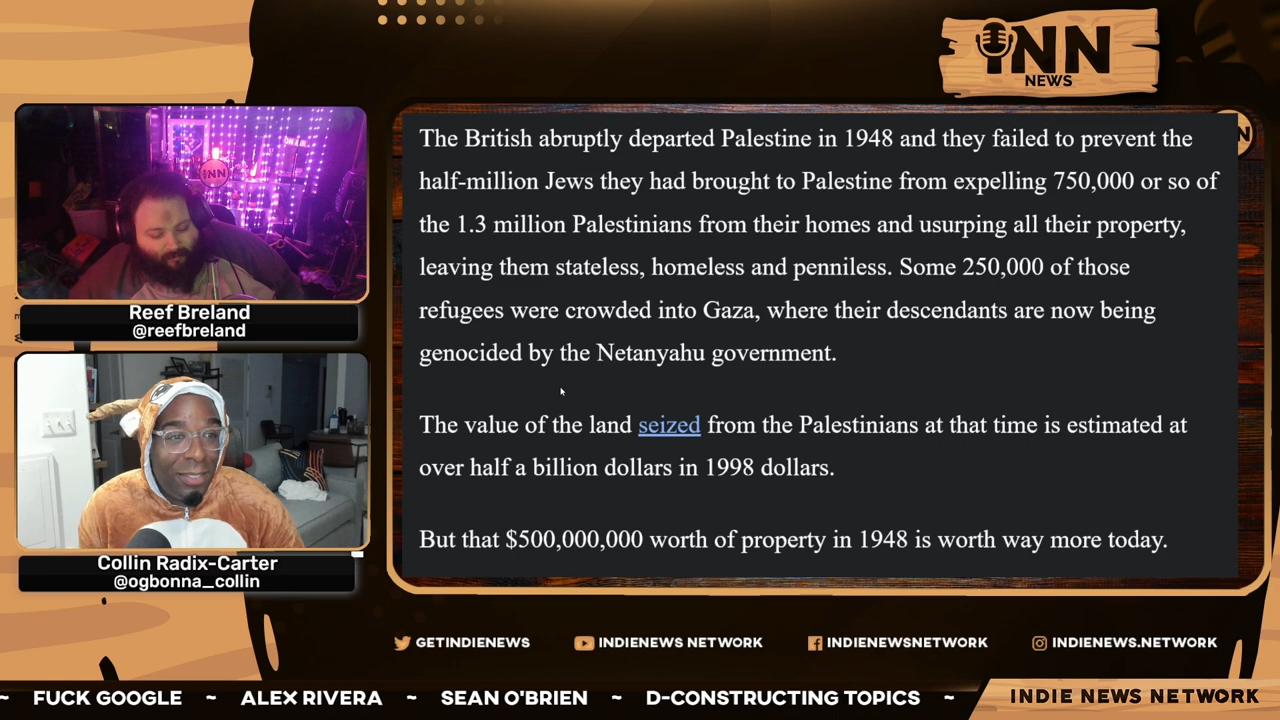 INN
NEWS
The British abruptly departed Palestine in 1948 and they failed to prevent the
half-million Jews they had brought to Palestine from expelling 750,000 or so of
the 1.3 million Palestinians from their homes and usurping all their property,
leaving them stateless, homeless and penniless. Some 250,000 of those
refugees were crowded into Gaza, where their descendants are now being
genocided by the Netanyahu government.
The value of the land seized from the Palestinians at that time is estimated at
over half a billion dollars in 1998 dollars.
But that $500,000,000 worth of property in 1948 is worth way more today.
INN
Reef Breland
@reefbreland
Collin Radix-Carter
@ogbonna_collin
GETINDIENEWS
INDIENEWS NETWORK
INDIENEWSNETWORK
INDIENEWS.NETWORK
~ FUCK GOOGLE ~ ALEX RIVERA ~ SEAN O'BRIEN ~ D-CONSTRUCTING TOPICS ~
INDIE NEWS NETWORK